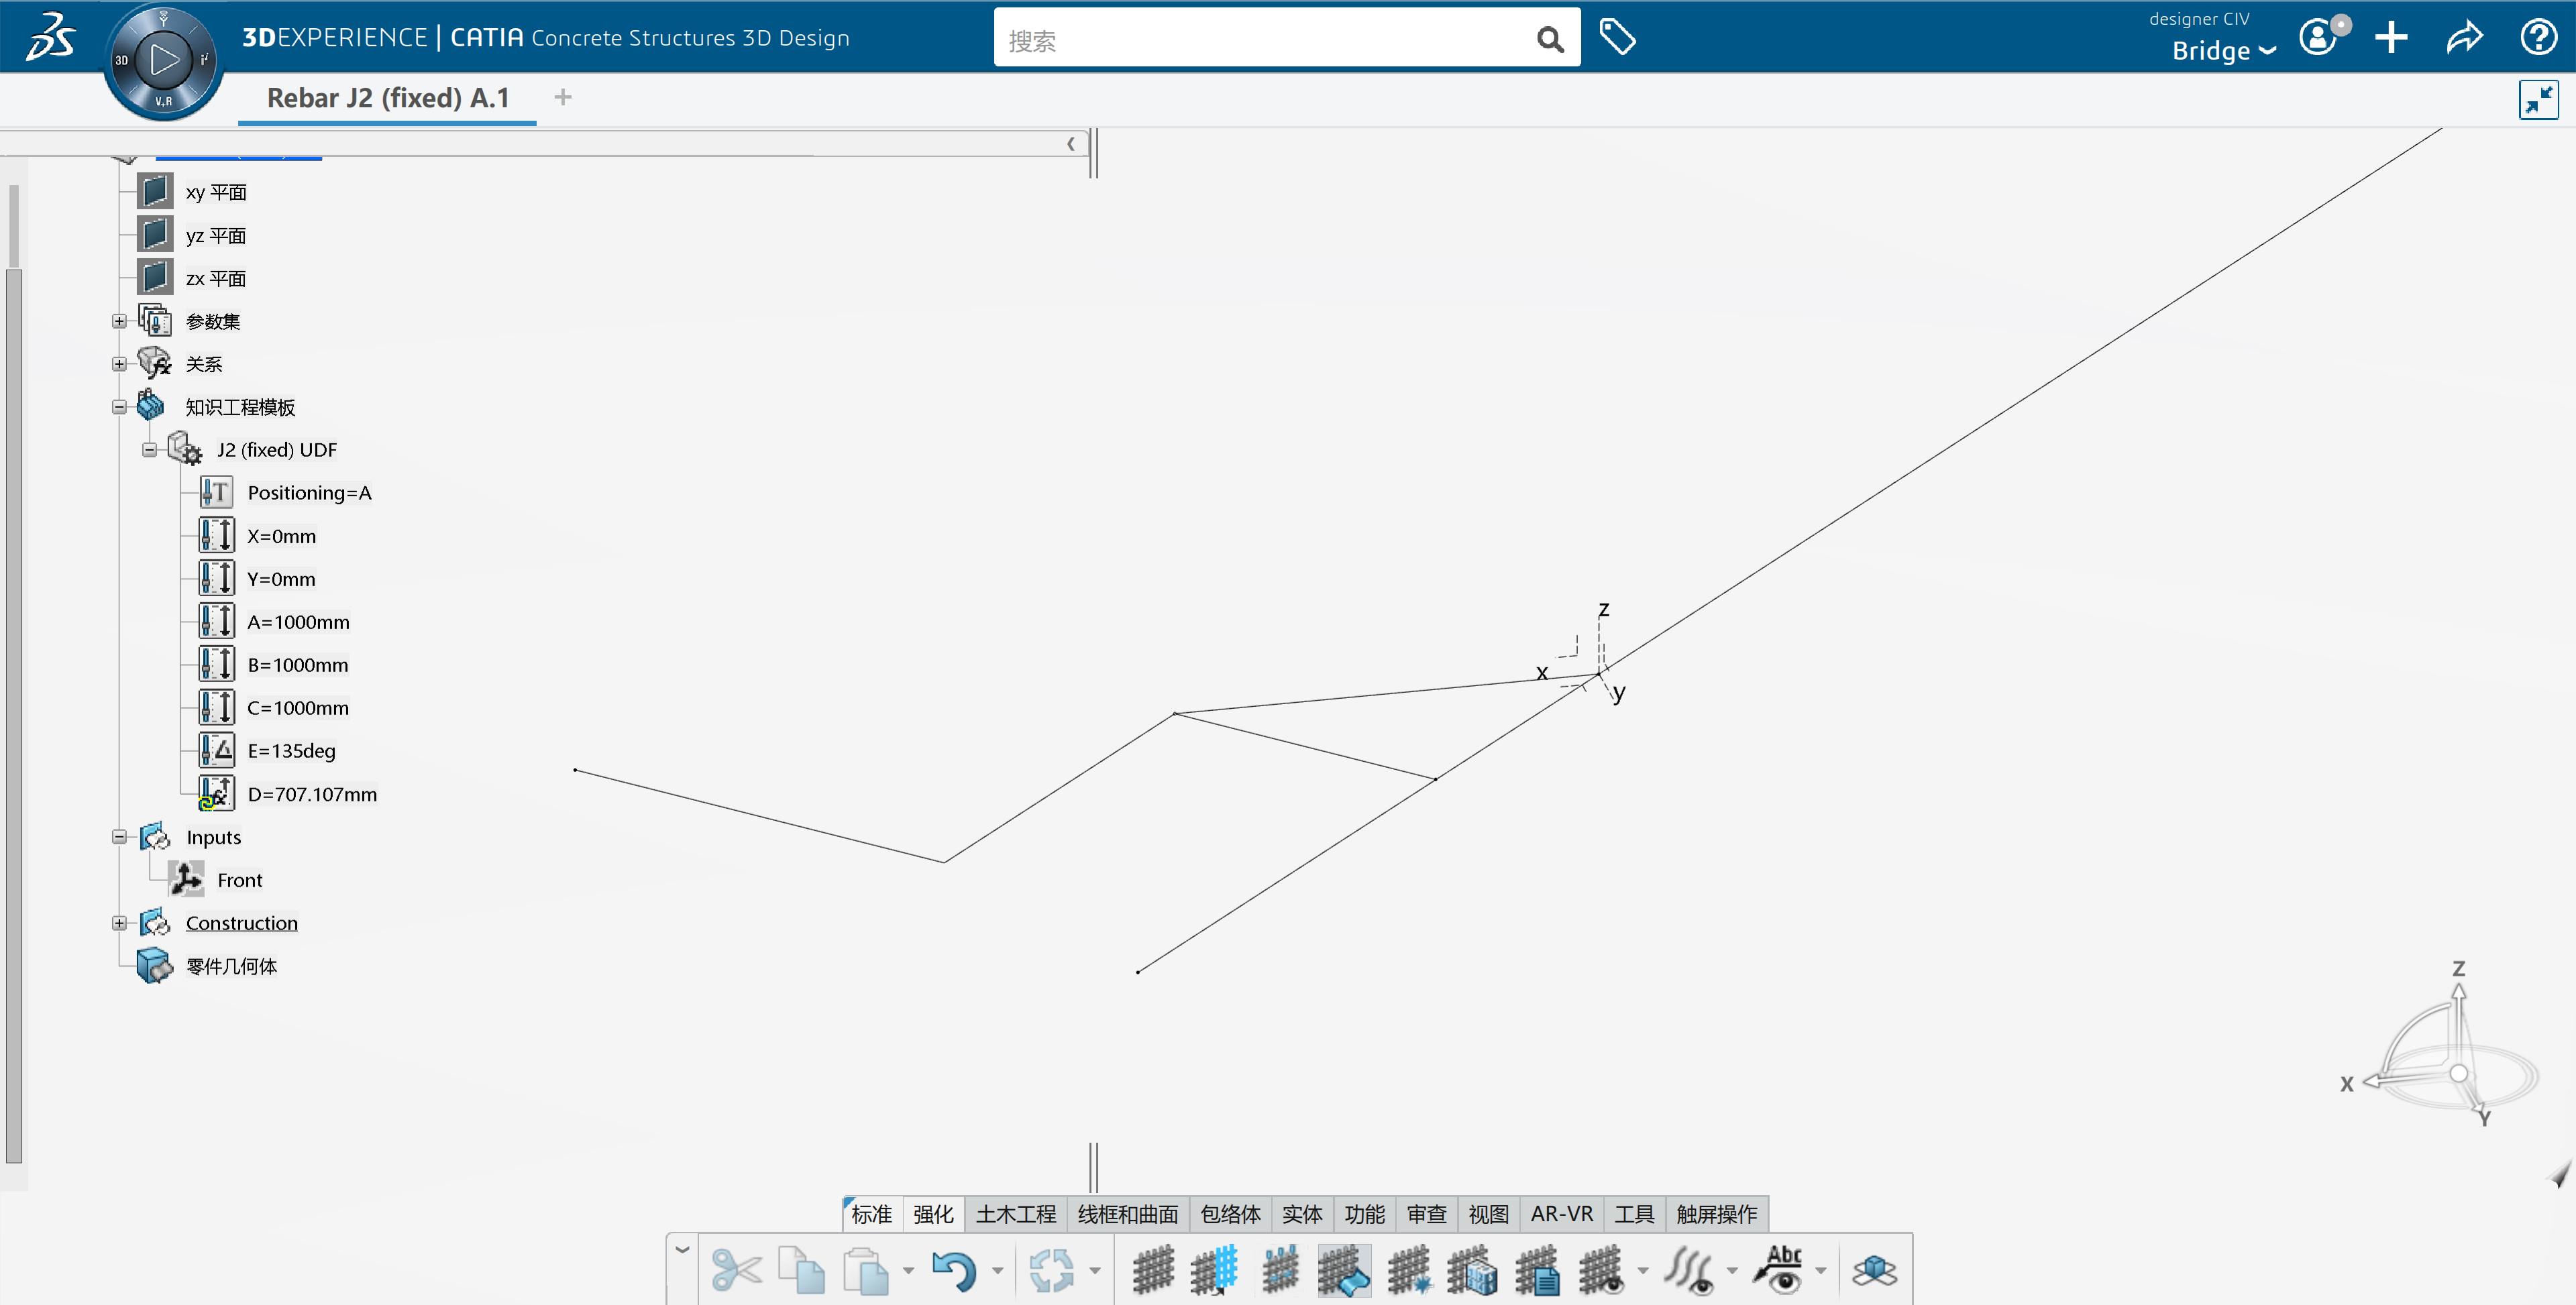 3DEXPERIENCE | CATIA Concrete Structures 3D Design
搜索
designer CIV
Bridge
3D
V,R
i'
Rebar J2 (fixed) A.1
xy 平面
yz 平面
zx 平面
参数集
关系
知识工程模板
J2 (fixed) UDF
Positioning=A
X=0mm
Y=0mm
A=1000mm
B=1000mm
C=1000mm
E=135deg
D=707.107mm
Inputs
Front
Construction
零件几何体
z
x
y
Z
X
Y
标准 强化 土木工程 线框和曲面 包络体 实体 功能 审查 视图 AR-VR 工具 触屏操作
Abc